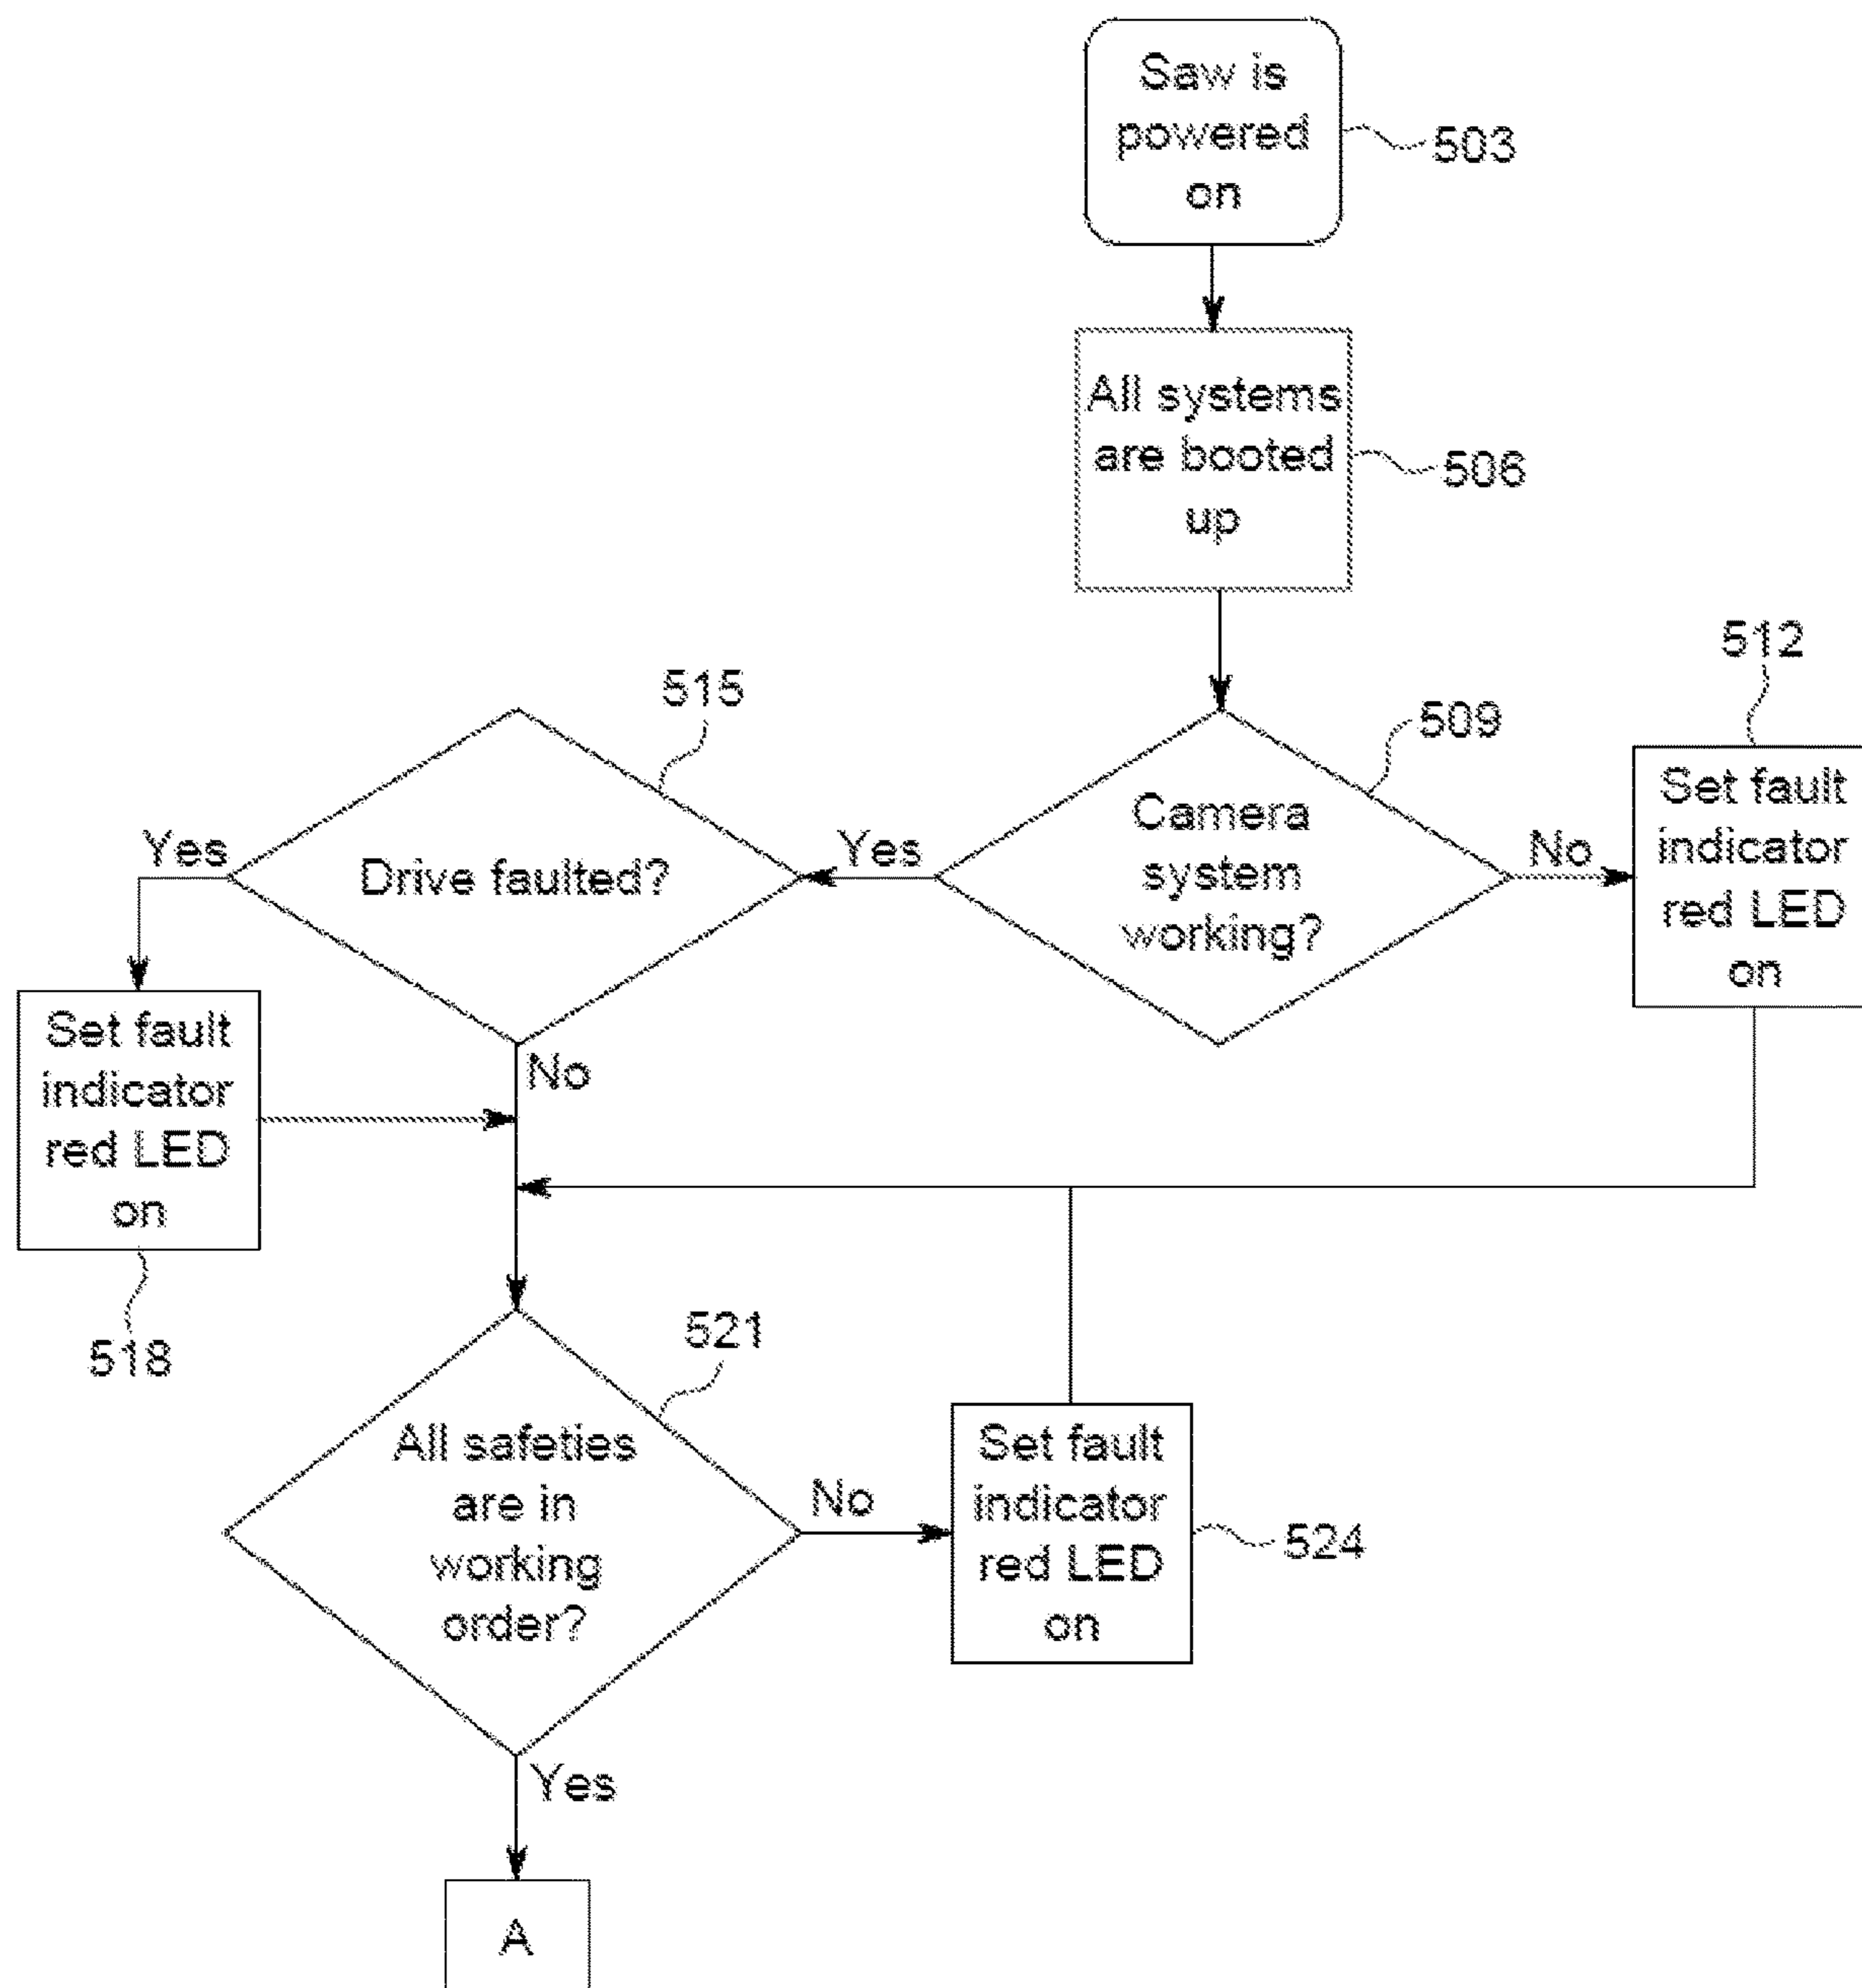 Saw is
powered
on
503
All systems
are booted
up
506
512
515
509
Set fault
indicator
red LED
on
Camera
system
working?
No
Yes
Drive faulted?
Yes
No
Set fault
indicator
red LED
on
518
521
All safeties
are in
working
order?
No
Set fault
indicator
red LED
on
524
Yes
A